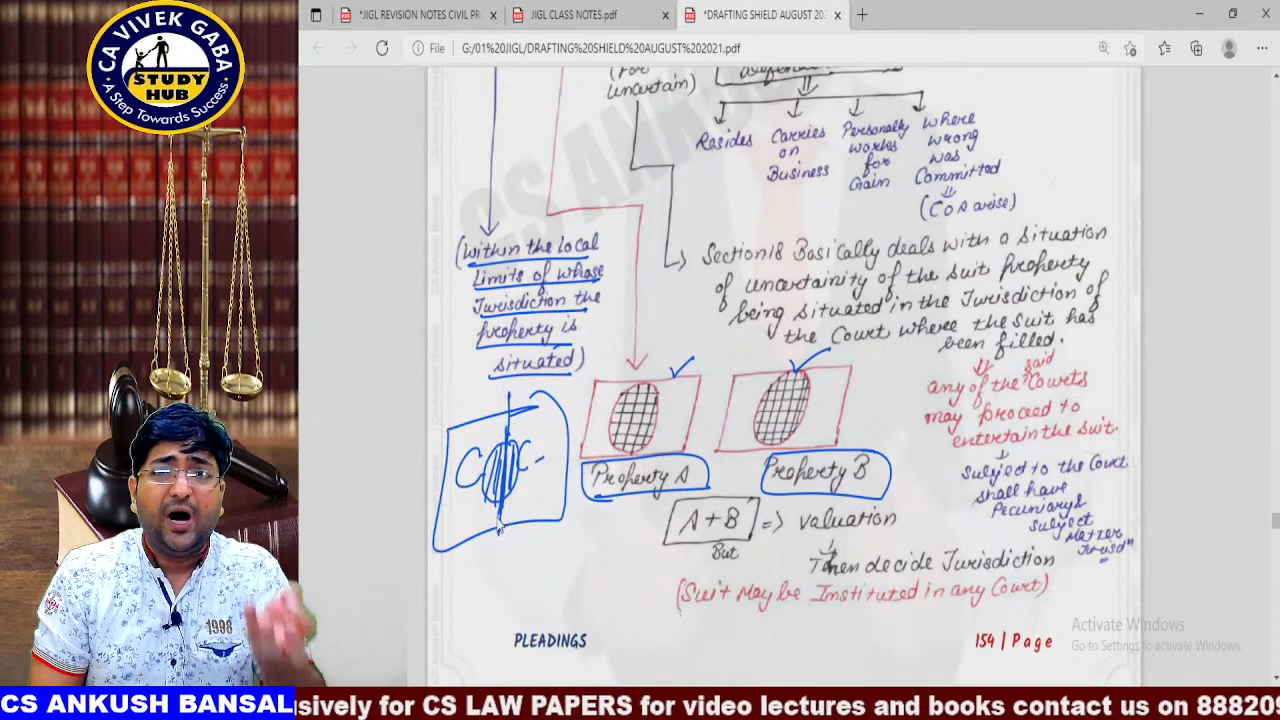 CA VIVEK GABA
STUDY
HUB
A Step Towards Success
*JIGL REVISION NOTES CIVIL PR
JIGL CLASS NOTES.pdf
*DRAFTING SHIELD AUGUST 202
File
G:/01%20JIGL/DRAFTING%20SHIELD%20AUGUST%202021.pdf
(For
uncertain)
Resides
Carries
on
Business
Personally
works
for
Gain
where
wrong
was
Committed
(COA arise)
(within the local
Limits of whose
Jurisdiction the
property is
situated)
Section 18 Basically deals with a situation
of uncertainity of the suit property
being situated in the Jurisdiction of
the Court where the suit has
been filled.
any of the said Courts
may proceed to
entertain the suit.
subject to the Court
shall have
Pecuniary &
subject
Matter
Jurisdn
C C
Property A
Property B
A+B => valuation
But
Then decide Jurisdiction
(Suit May be Instituted in any Court)
PLEADINGS
154 | Page
Activate Windows
Go to Settings to activate Windows.
1998
CS ANKUSH BANSAL
sively for CS LAW PAPERS for video lectures and books contact us on 88820